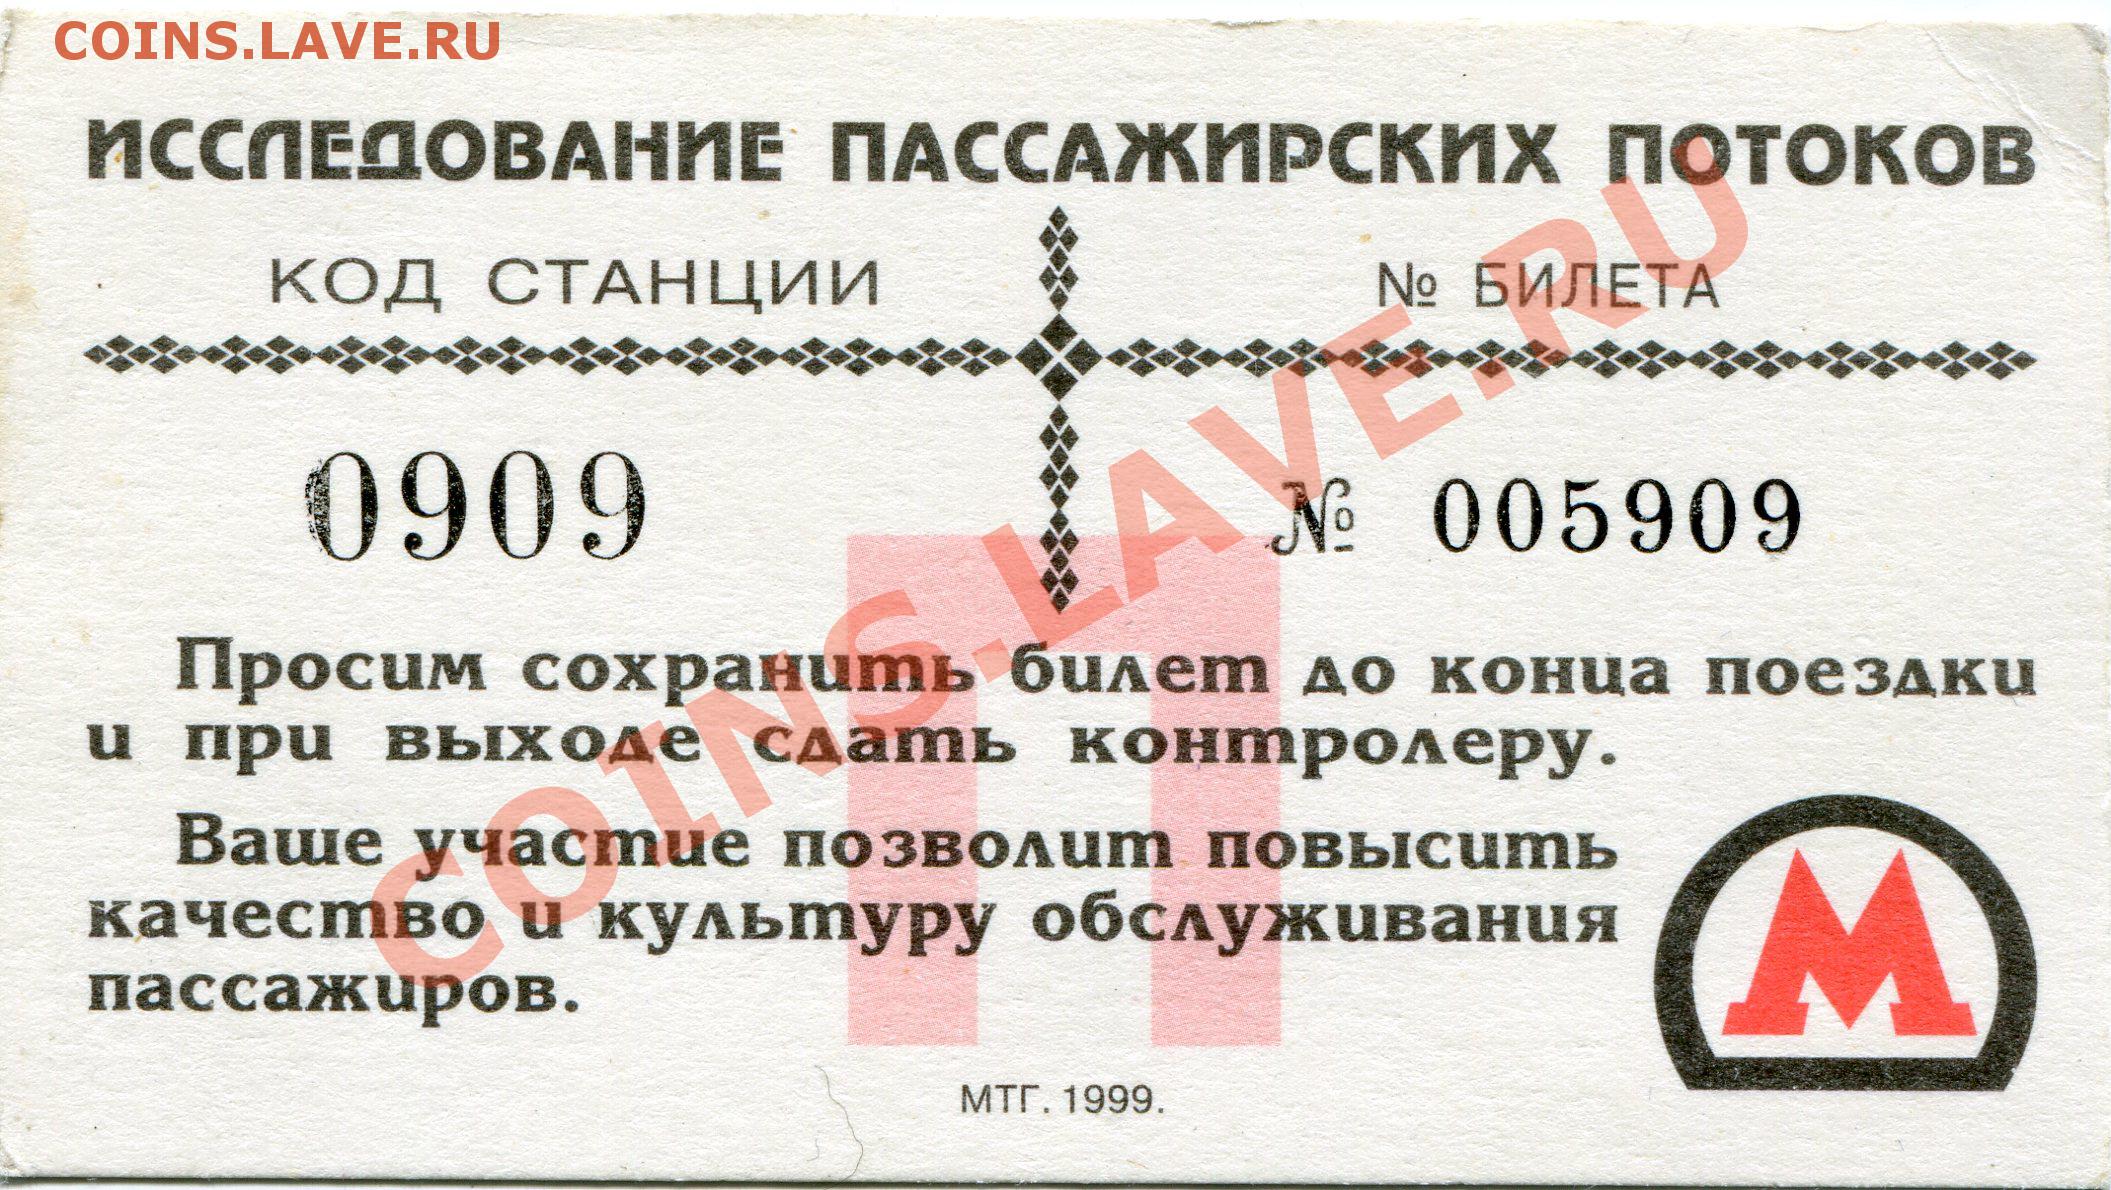 COINS.LAVE.RU
ИССЛЕДОВАНИЕ ПАССАЖИРСКИХ ПОТОКОВ
КОД СТАНЦИИ
№ БИЛЕТА
0909
№ 005909
П
Просим сохранить билет до конца поездки
и при выходе сдать контролеру.
Ваше участие позволит повысить
качество и культуру обслуживания
пассажиров.
М
МТГ. 1999.
COINS.LAVE.RU